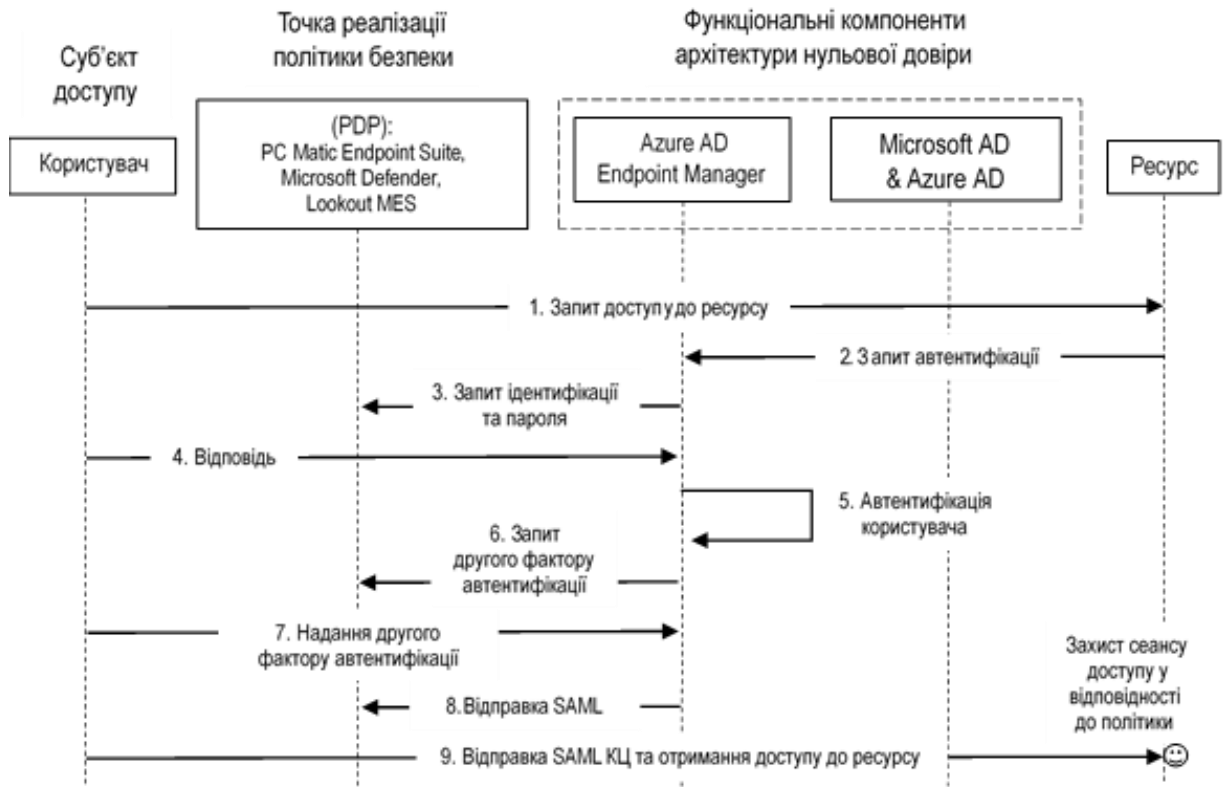 Суб’єкт
доступу
Точка реалізації
політики безпеки
Функціональні компоненти
архітектури нульової довіри
Користувач
(PDP):
PC Matic Endpoint Suite,
Microsoft Defender,
Lookout MES
Azure AD
Endpoint Manager
Microsoft AD
& Azure AD
Ресурс
1. Запит доступу до ресурсу
2. Запит автентифікації
3. Запит ідентифікації
та пароля
4. Відповідь
5. Автентифікація
користувача
6. Запит
другого фактору
автентифікації
7. Надання другого
фактору автентифікації
Захист сеансу
доступу у
відповідності
до політики
8. Відправка SAML
9. Відправка SAML КЦ та отримання доступу до ресурсу